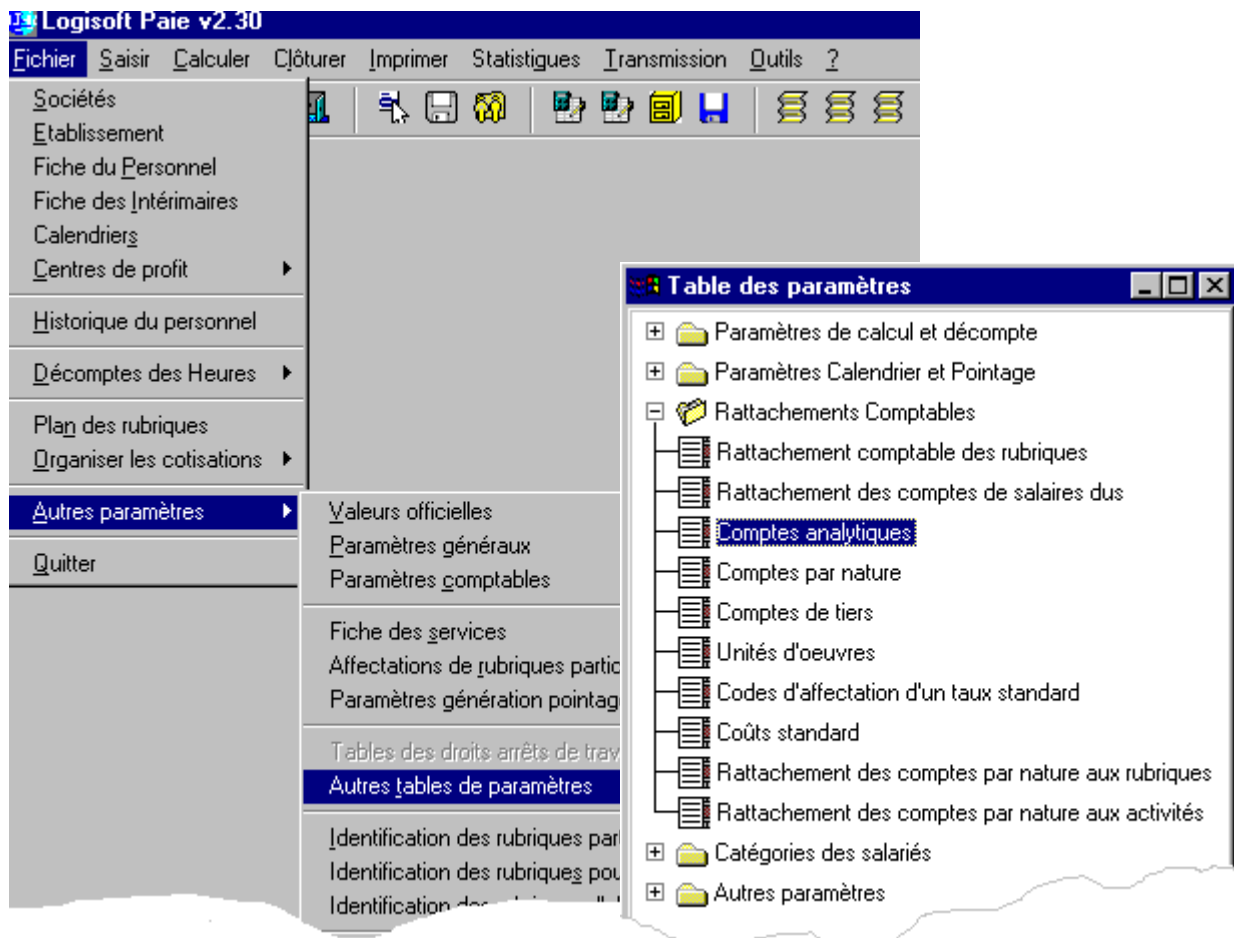 Logisoft Paie v2.30
Fichier Saisir Calculer Clôturer Imprimer Statistiques Transmission Outils ?
Sociétés
Etablissement
Fiche du Personnel
Fiche des Intérimaires
Calendriers
Centres de profit
Historique du personnel
Décomptes des Heures
Plan des rubriques
Organiser les cotisations
Autres paramètres
Quitter
Valeurs officielles
Paramètres généraux
Paramètres comptables
Fiche des services
Affectations de rubriques partic
Paramètres génération pointag
Tables des droits arrêts de trav
Autres tables de paramètres
Identification des rubriques part
Identification des rubriques pou
Identification
Table des paramètres
Paramètres de calcul et décompte
Paramètres Calendrier et Pointage
Rattachements Comptables
Rattachement comptable des rubriques
Rattachement des comptes de salaires dus
Comptes analytiques
Comptes par nature
Comptes de tiers
Unités d'oeuvres
Codes d'affectation d'un taux standard
Coûts standard
Rattachement des comptes par nature aux rubriques
Rattachement des comptes par nature aux activités
Catégories des salariés
Autres paramètres